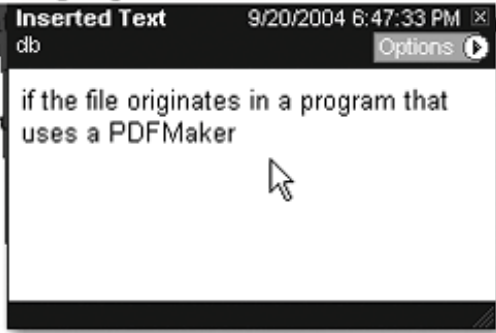 Inserted Text 9/20/2004 6:47:33 PM
db Options
if the file originates in a program that
uses a PDFMaker